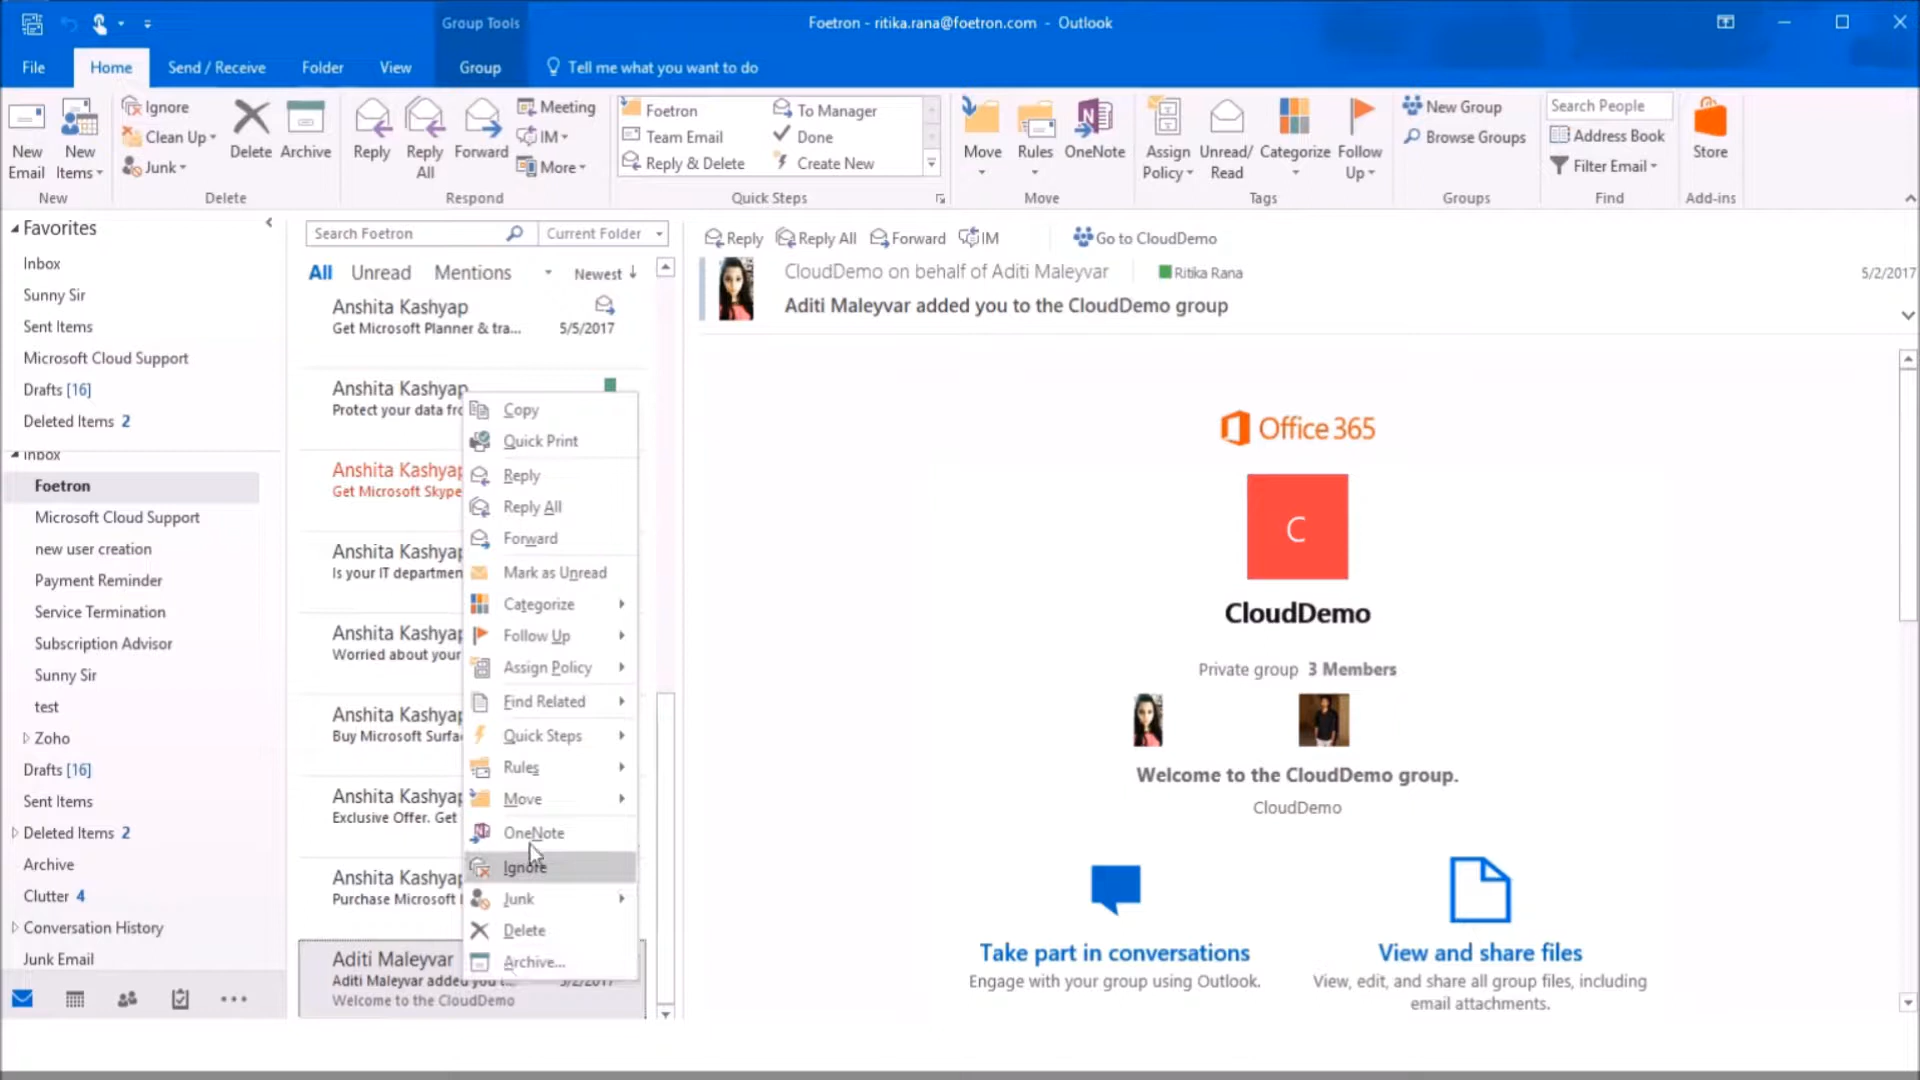 Group Tools
Foetron - ritika.rana@foetron.com - Outlook
File
Home
Send / Receive
Folder
View
Group
Tell me what you want to do
New Email
New Items
Ignore
Clean Up
Junk
Delete
Archive
Reply
Reply All
Forward
Meeting
IM
More
Foetron
Team Email
Reply & Delete
To Manager
Done
Create New
Move
Rules
OneNote
Assign Policy
Unread/ Read
Categorize
Follow Up
New Group
Browse Groups
Search People
Address Book
Filter Email
Store
New
Delete
Respond
Quick Steps
Move
Tags
Groups
Find
Add-ins
Favorites
Inbox
Sunny Sir
Sent Items
Microsoft Cloud Support
Drafts [16]
Deleted Items 2
Inbox
Foetron
Microsoft Cloud Support
new user creation
Payment Reminder
Service Termination
Subscription Advisor
Sunny Sir
test
Zoho
Drafts [16]
Sent Items
Deleted Items 2
Archive
Clutter 4
Conversation History
Junk Email
Search Foetron
Current Folder
All
Unread
Mentions
Newest ↓
Anshita Kashyap
Get Microsoft Planner & tra... 5/5/2017
Anshita Kashyap
Protect your data fro
Anshita Kashyap
Get Microsoft Skype
Anshita Kashyap
Is your IT departmen
Anshita Kashyap
Worried about your
Anshita Kashyap
Buy Microsoft Surfa
Anshita Kashyap
Exclusive Offer. Get
Anshita Kashyap
Purchase Microsoft
Aditi Maleyvar
Aditi Maleyvar added you t... 5/2/2017
Welcome to the CloudDemo
Copy
Quick Print
Reply
Reply All
Forward
Mark as Unread
Categorize
Follow Up
Assign Policy
Find Related
Quick Steps
Rules
Move
OneNote
Ignore
Junk
Delete
Archive...
Reply
Reply All
Forward
IM
Go to CloudDemo
CloudDemo on behalf of Aditi Maleyvar
Ritika Rana
5/2/2017
Aditi Maleyvar added you to the CloudDemo group
Office 365
C
CloudDemo
Private group 3 Members
Welcome to the CloudDemo group.
CloudDemo
Take part in conversations
Engage with your group using Outlook.
View and share files
View, edit, and share all group files, including
email attachments.